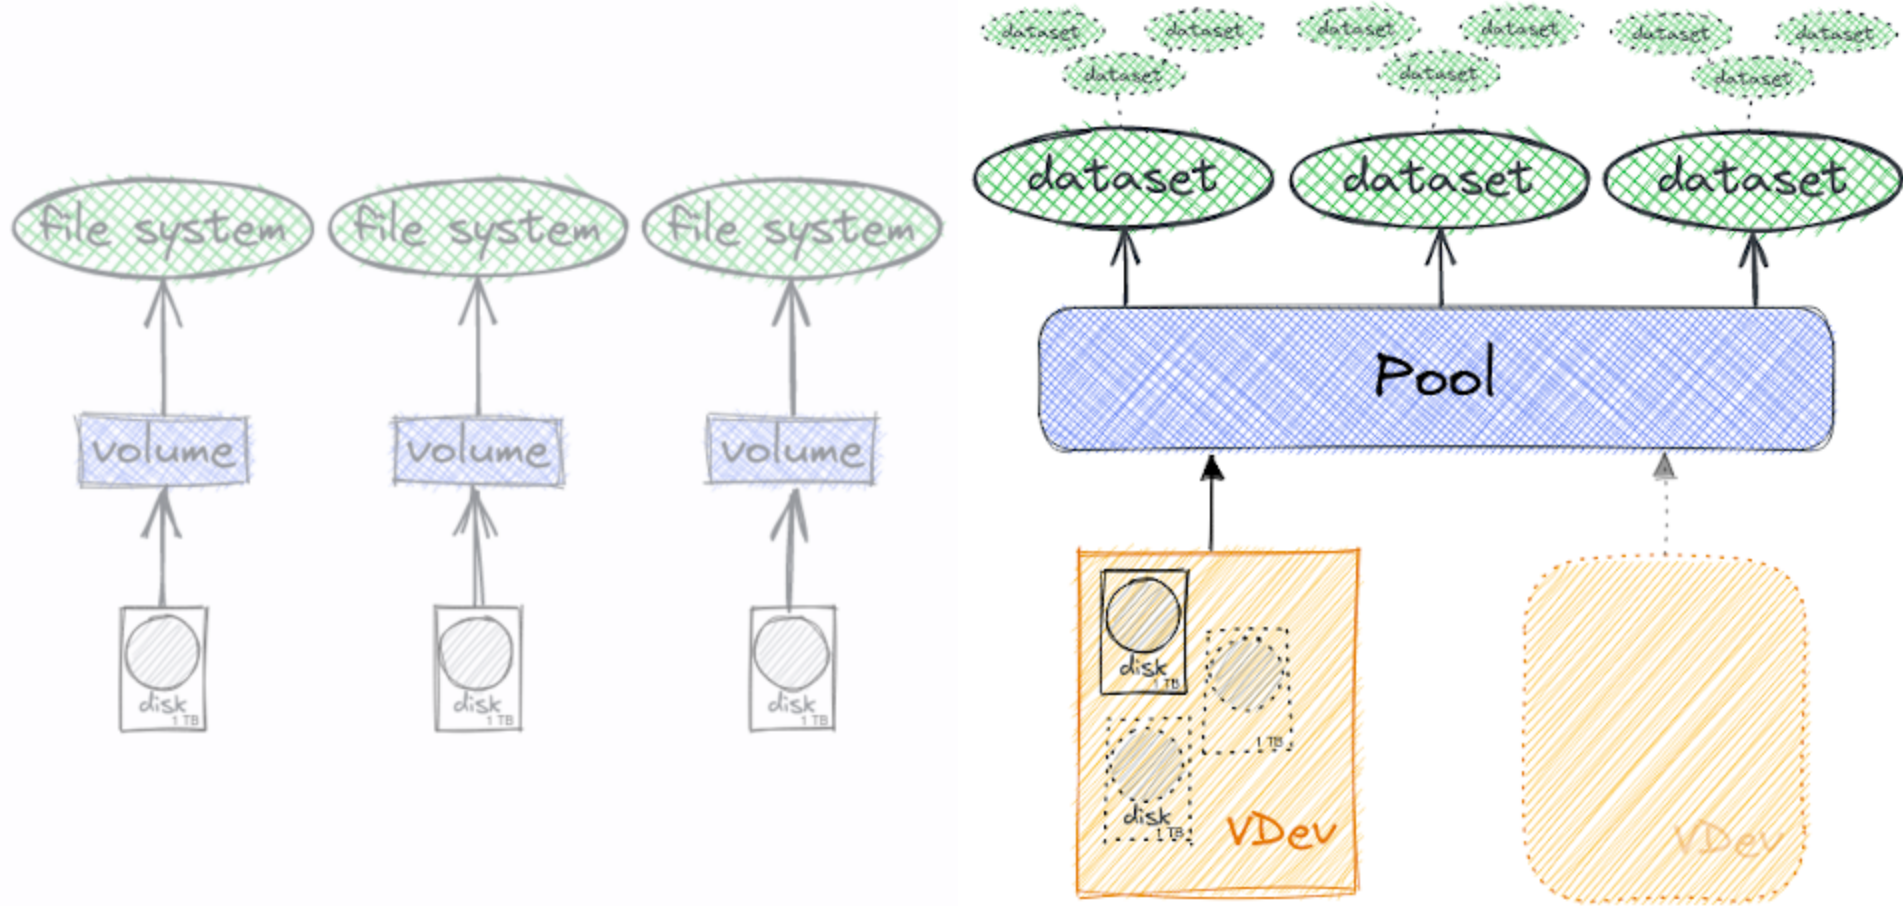 file system
file system
file system
volume
volume
volume
disk
1 TB
disk
1 TB
disk
1 TB
dataset
dataset
dataset
dataset
dataset
dataset
dataset
dataset
dataset
dataset
dataset
dataset
Pool
disk
1 TB
1 TB
disk
1 TB
VDev
VDev